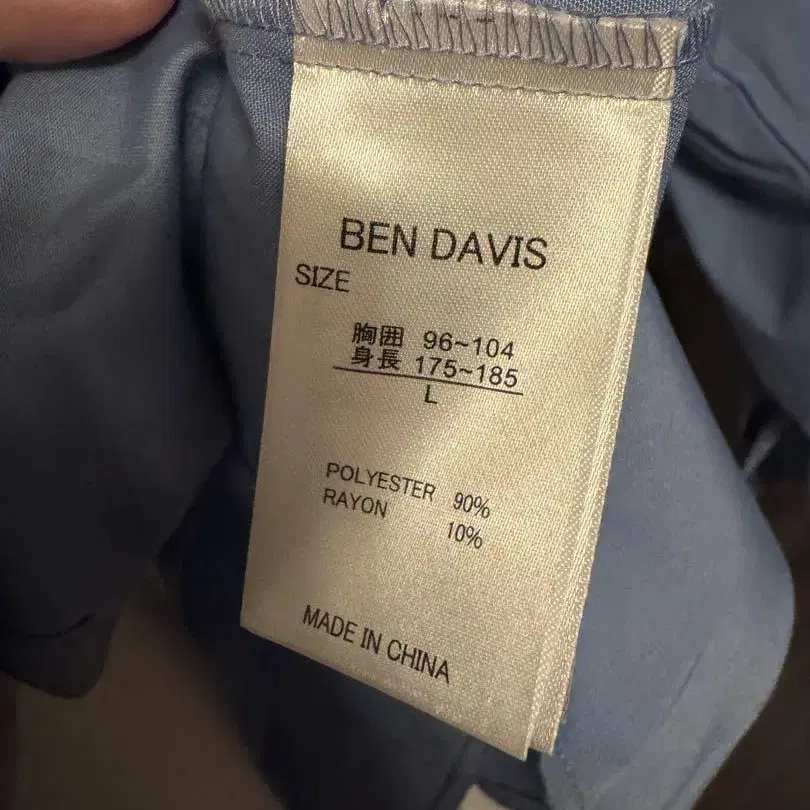 BEN DAVIS
SIZE
胸囲 96~104
身長 175~185
L
POLYESTER 90%
RAYON 10%
MADE IN CHINA